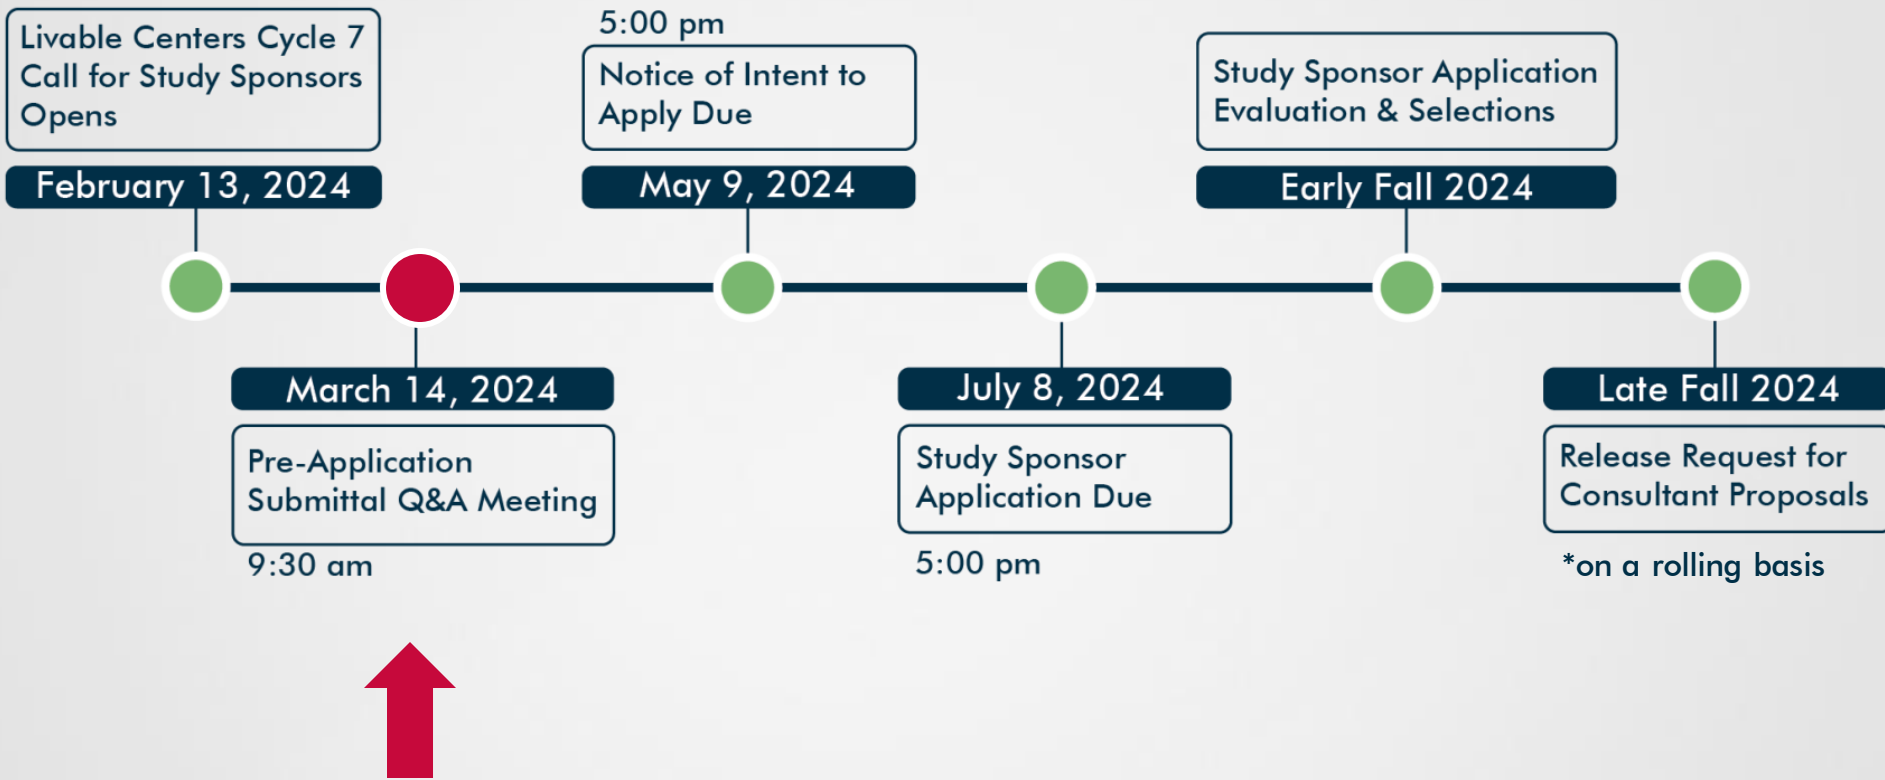 Livable Centers Cycle 7
Call for Study Sponsors
Opens
February 13, 2024
March 14, 2024
Pre-Application
Submittal Q&A Meeting
9:30 am
5:00 pm
Notice of Intent to
Apply Due
May 9, 2024
July 8, 2024
Study Sponsor
Application Due
5:00 pm
Study Sponsor Application
Evaluation & Selections
Early Fall 2024
Late Fall 2024
Release Request for
Consultant Proposals
*on a rolling basis